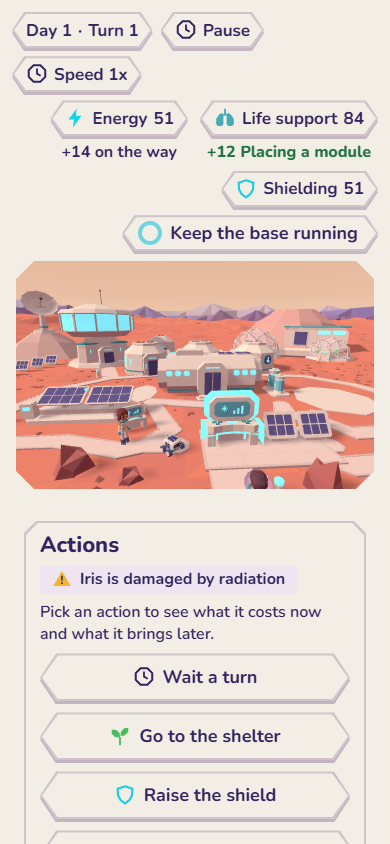 Day 1 · Turn 1
Pause
Speed 1x
Energy 51
Life support 84
+14 on the way
+12 Placing a module
Shielding 51
Keep the base running
Actions
Iris is damaged by radiation
Pick an action to see what it costs now
and what it brings later.
Wait a turn
Go to the shelter
Raise the shield